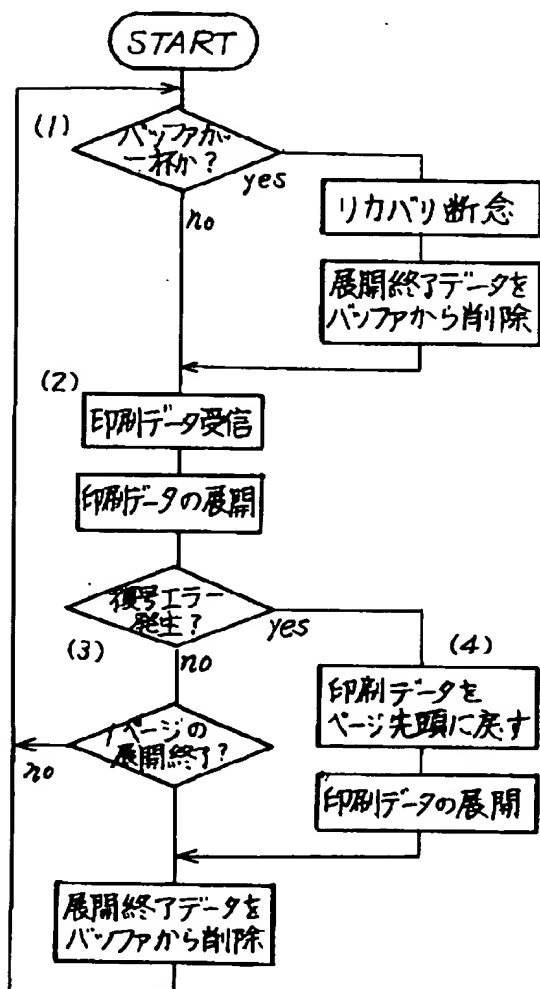 START
(1)
バッファが
一杯か?
yes
no
リカバリ断念
展開終了データを
バッファから削除
(2)
印刷データ受信
印刷データの展開
復号エラー
発生?
yes
(3)
no
(4)
印刷データを
ページ先頭に戻す
1ページの
展開終了?
no
印刷データの展開
展開終了データを
バッファから削除